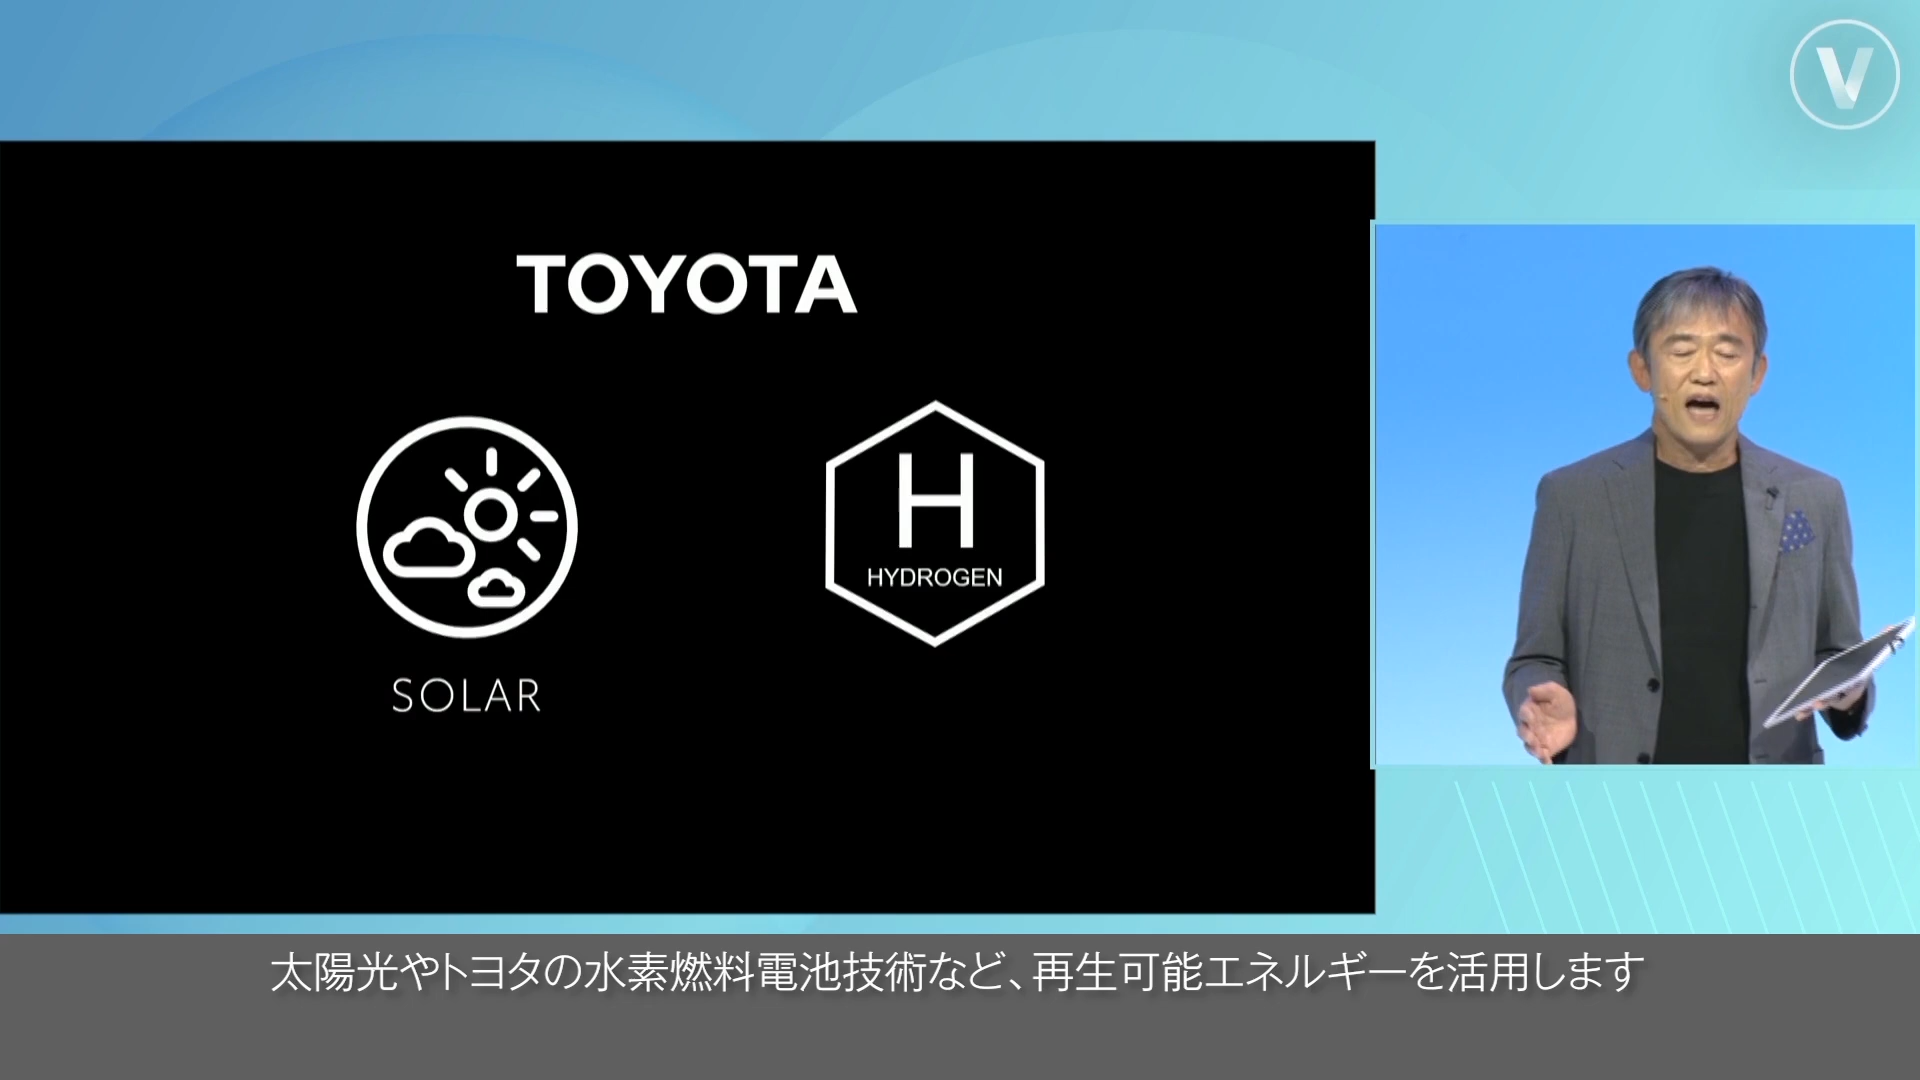 V
TOYOTA
H
HYDROGEN
SOLAR
太陽光やトヨタの水素燃料電池技術など、再生可能エネルギーを活用します